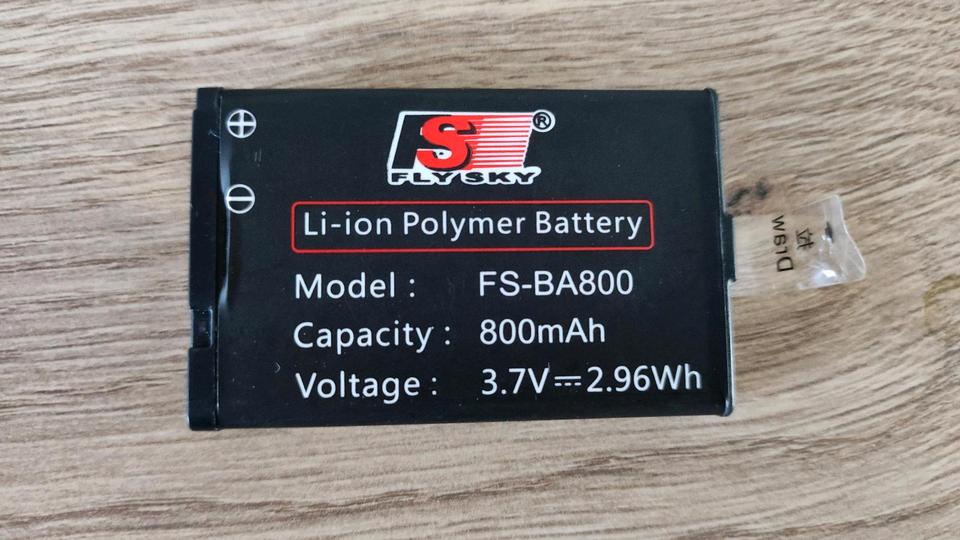 FS®
FLYSKY
Li-ion Polymer Battery
Model : FS-BA800
Capacity : 800mAh
Voltage : 3.7V⎓2.96Wh